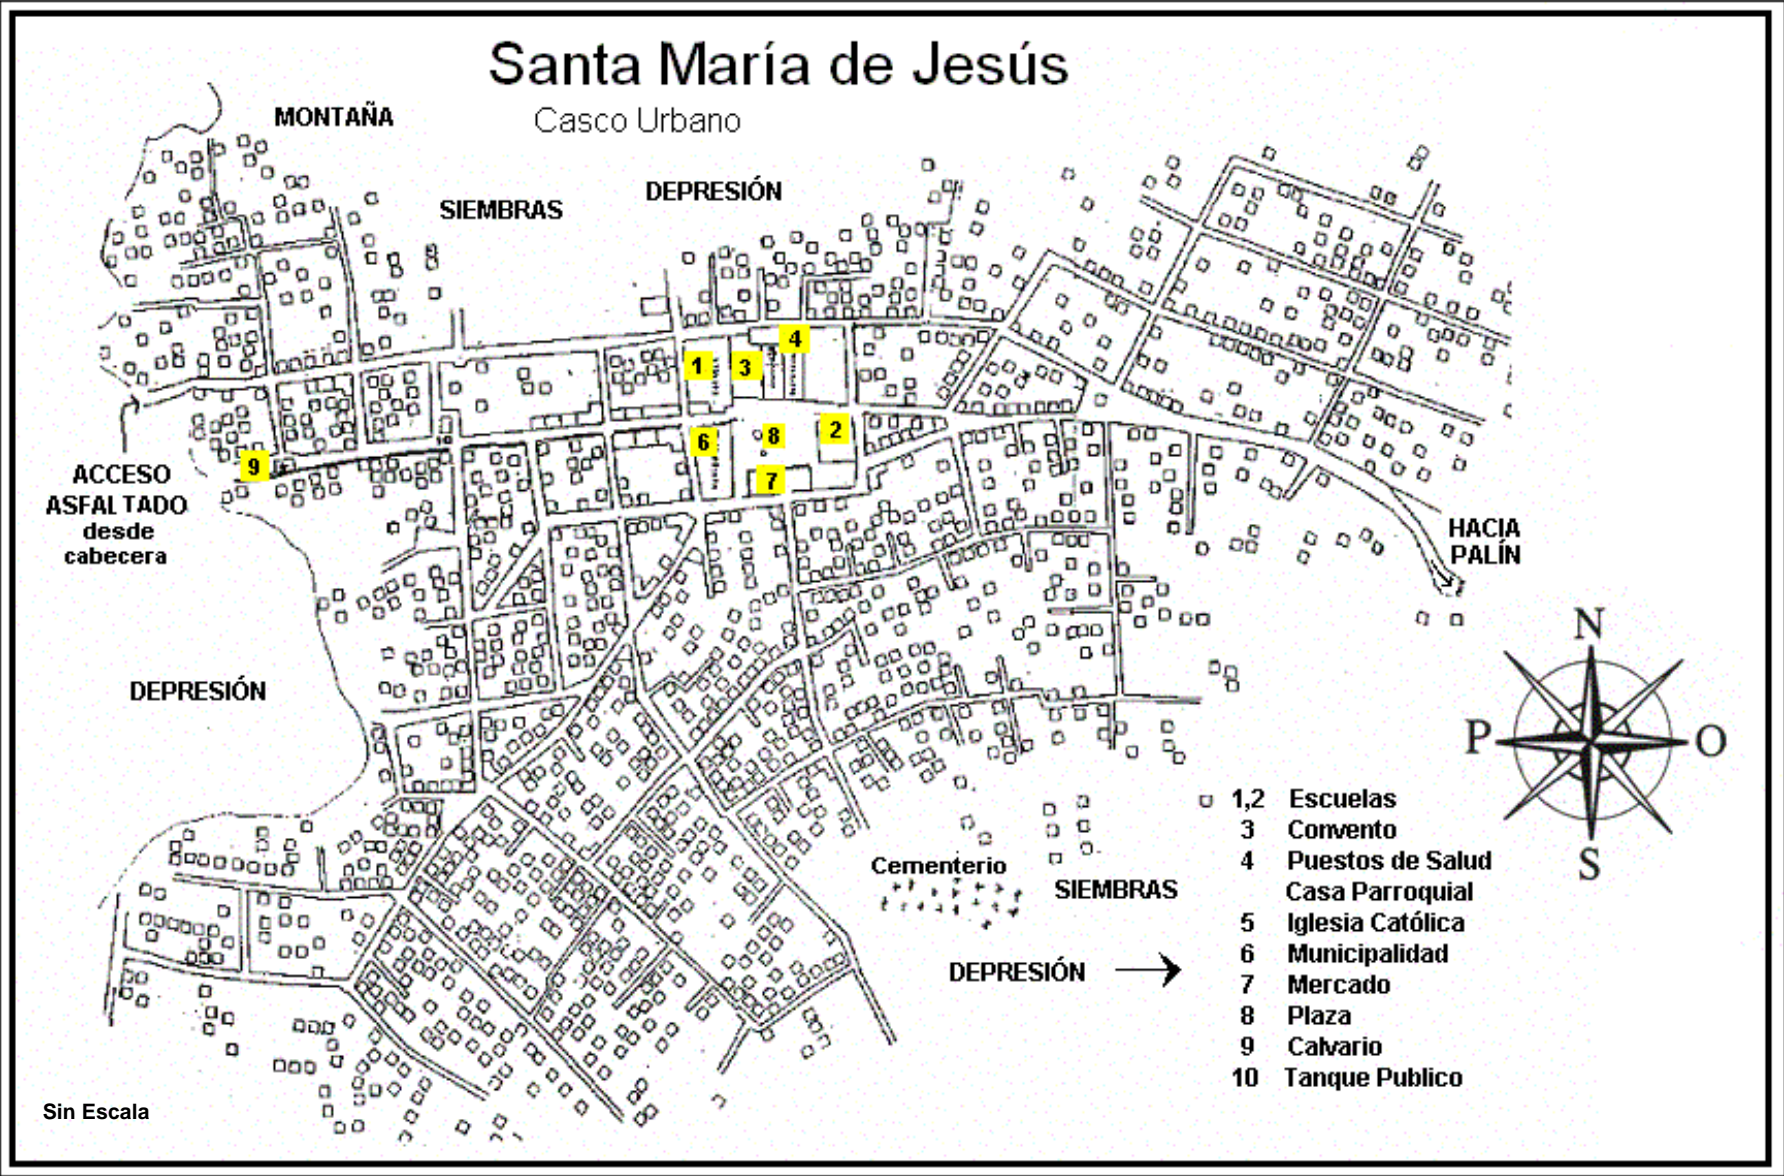 Santa María de Jesús
Casco Urbano
MONTAÑA
SIEMBRAS
DEPRESIÓN
4
1
3
2
8
6
9
7
ACCESO
ASFALTADO
desde
cabecera
HACIA
PALÍN
DEPRESIÓN
N
P
O
S
1,2 Escuelas
3 Convento
4 Puestos de Salud
Casa Parroquial
5 Iglesia Católica
6 Municipalidad
7 Mercado
8 Plaza
9 Calvario
10 Tanque Publico
Cementerio
SIEMBRAS
DEPRESIÓN
Sin Escala